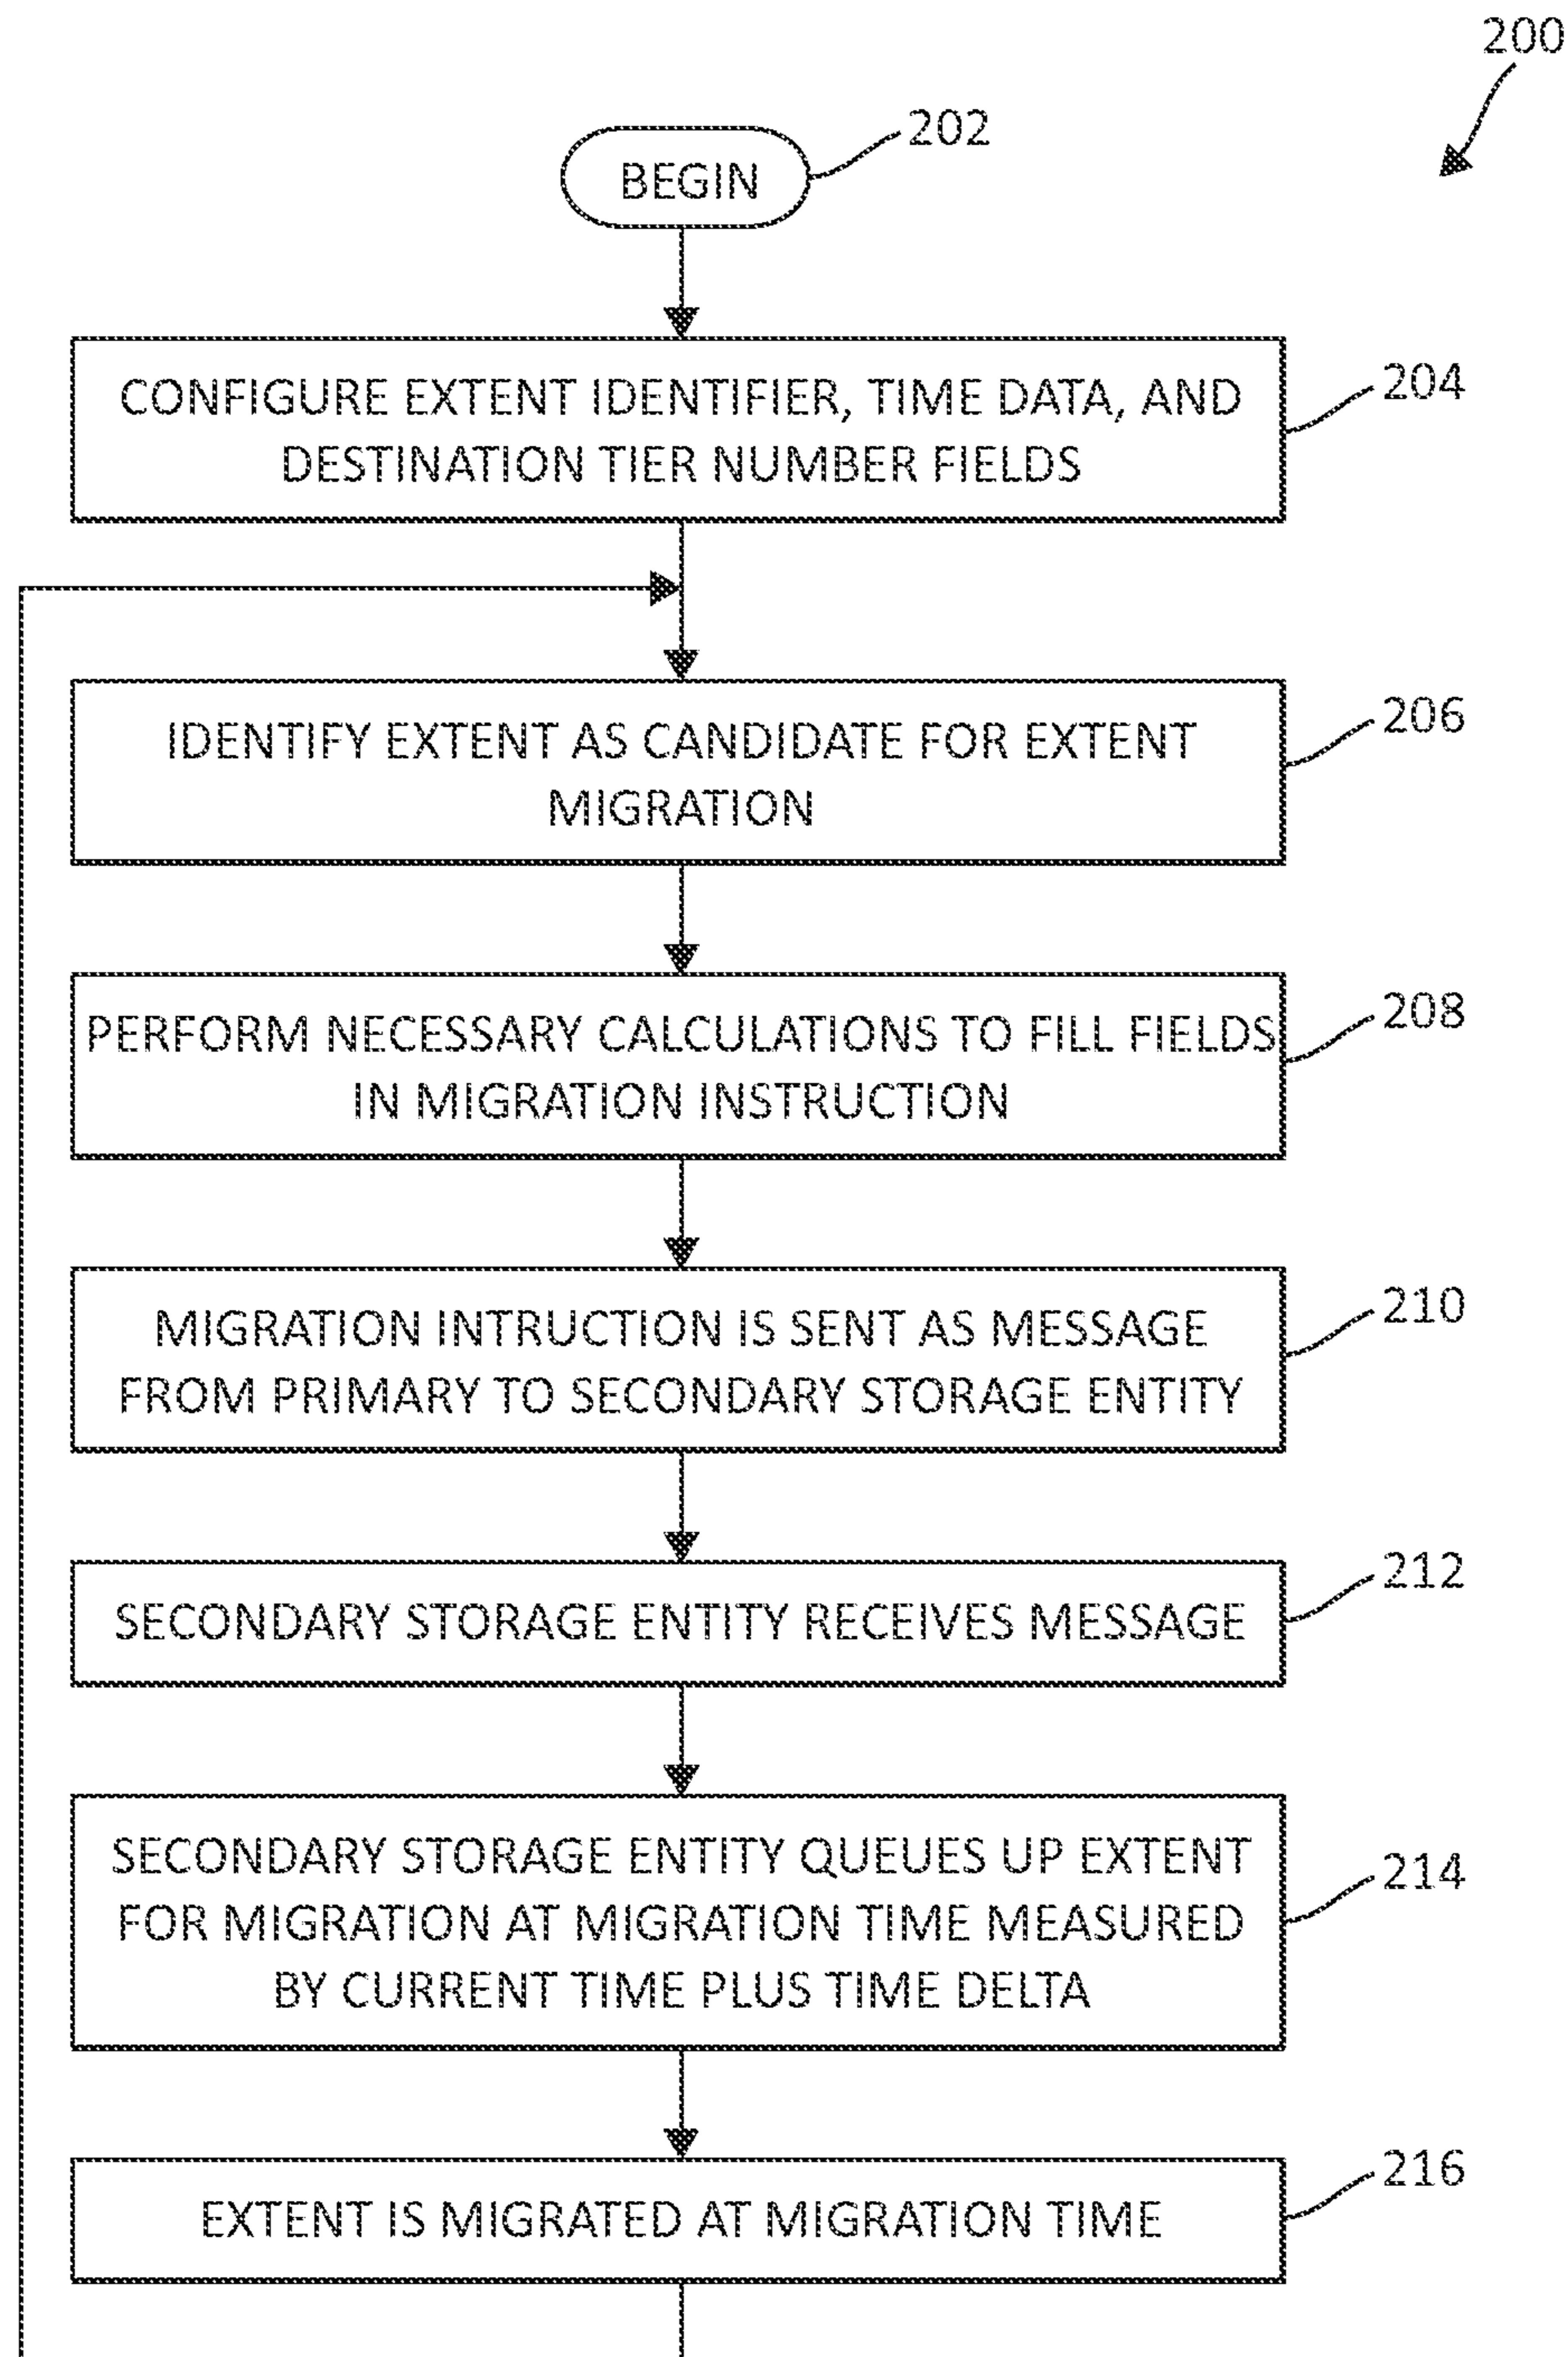 200
BEGIN
202
CONFIGURE EXTENT IDENTIFIER, TIME DATA, AND
DESTINATION TIER NUMBER FIELDS
204
IDENTIFY EXTENT AS CANDIDATE FOR EXTENT
MIGRATION
206
PERFORM NECESSARY CALCULATIONS TO FILL FIELDS
IN MIGRATION INSTRUCTION
208
MIGRATION INTRUCTION IS SENT AS MESSAGE
FROM PRIMARY TO SECONDARY STORAGE ENTITY
210
SECONDARY STORAGE ENTITY RECEIVES MESSAGE
212
SECONDARY STORAGE ENTITY QUEUES UP EXTENT
FOR MIGRATION AT MIGRATION TIME MEASURED
BY CURRENT TIME PLUS TIME DELTA
214
EXTENT IS MIGRATED AT MIGRATION TIME
216